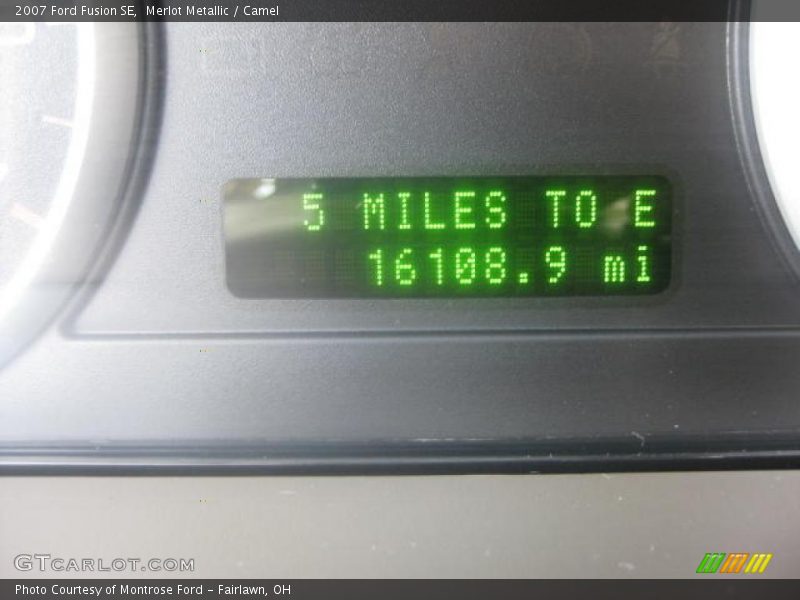 2007 Ford Fusion SE, Merlot Metallic / Camel
5 MILES TO E
16108.9 mi
GTCARLOT.COM
Photo Courtesy of Montrose Ford - Fairlawn, OH